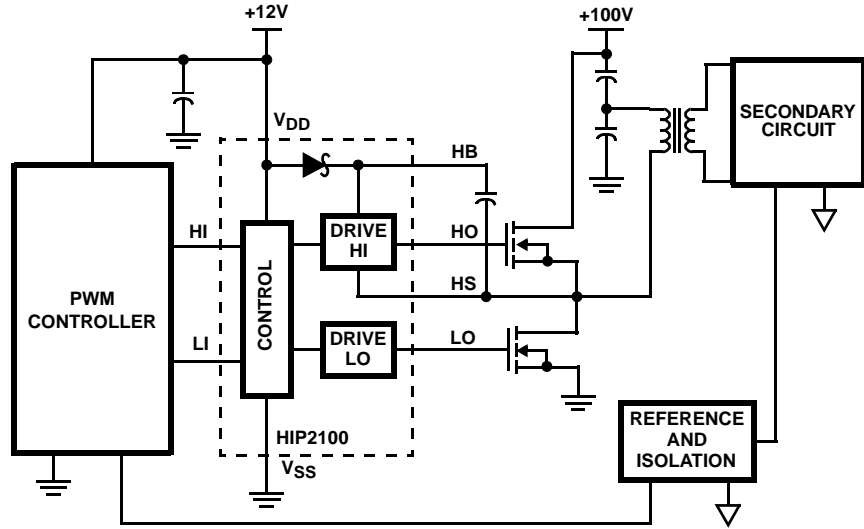 +12V
+100V
VDD
HB
SECONDARY
CIRCUIT
HI
DRIVE
HI
HO
PWM
CONTROLLER
CONTROL
HS
LI
DRIVE
LO
LO
HIP2100
VSS
REFERENCE
AND
ISOLATION